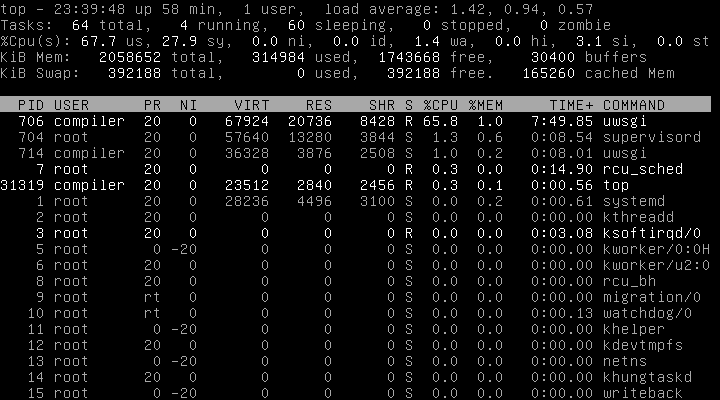 top - 23:39:48 up 58 min,  1 user,  load average: 1.42, 0.94, 0.57
Tasks:  64 total,   4 running,  60 sleeping,   0 stopped,   0 zombie
%Cpu(s): 67.7 us, 27.9 sy,  0.0 ni,  0.0 id,  1.4 wa,  0.0 hi,  3.1 si,  0.0 st
KiB Mem:   2058652 total,   314984 used,  1743668 free,    30400 buffers
KiB Swap:   392188 total,        0 used,   392188 free.   165260 cached Mem
  PID USER      PR  NI    VIRT    RES    SHR S %CPU %MEM     TIME+ COMMAND
  706 compiler  20   0   67924  20736   8428 R 65.8  1.0   7:49.85 uwsgi
  704 root      20   0   57640  13280   3844 S  1.3  0.6   0:08.54 supervisord
  714 compiler  20   0   36328   3876   2508 S  1.0  0.2   0:08.01 uwsgi
    7 root      20   0       0      0      0 R  0.3  0.0   0:14.90 rcu_sched
31319 compiler  20   0   23512   2840   2456 R  0.3  0.1   0:00.56 top
    1 root      20   0   28236   4496   3100 S  0.0  0.2   0:00.61 systemd
    2 root      20   0       0      0      0 S  0.0  0.0   0:00.00 kthreadd
    3 root      20   0       0      0      0 R  0.0  0.0   0:03.08 ksoftirqd/0
    5 root       0 -20       0      0      0 S  0.0  0.0   0:00.00 kworker/0:0H
    6 root      20   0       0      0      0 S  0.0  0.0   0:00.00 kworker/u2:0
    8 root      20   0       0      0      0 S  0.0  0.0   0:00.00 rcu_bh
    9 root      rt   0       0      0      0 S  0.0  0.0   0:00.00 migration/0
   10 root      rt   0       0      0      0 S  0.0  0.0   0:00.13 watchdog/0
   11 root       0 -20       0      0      0 S  0.0  0.0   0:00.00 khelper
   12 root      20   0       0      0      0 S  0.0  0.0   0:00.00 kdevtmpfs
   13 root       0 -20       0      0      0 S  0.0  0.0   0:00.00 netns
   14 root      20   0       0      0      0 S  0.0  0.0   0:00.00 khungtaskd
   15 root       0 -20       0      0      0 S  0.0  0.0   0:00.00 writeback